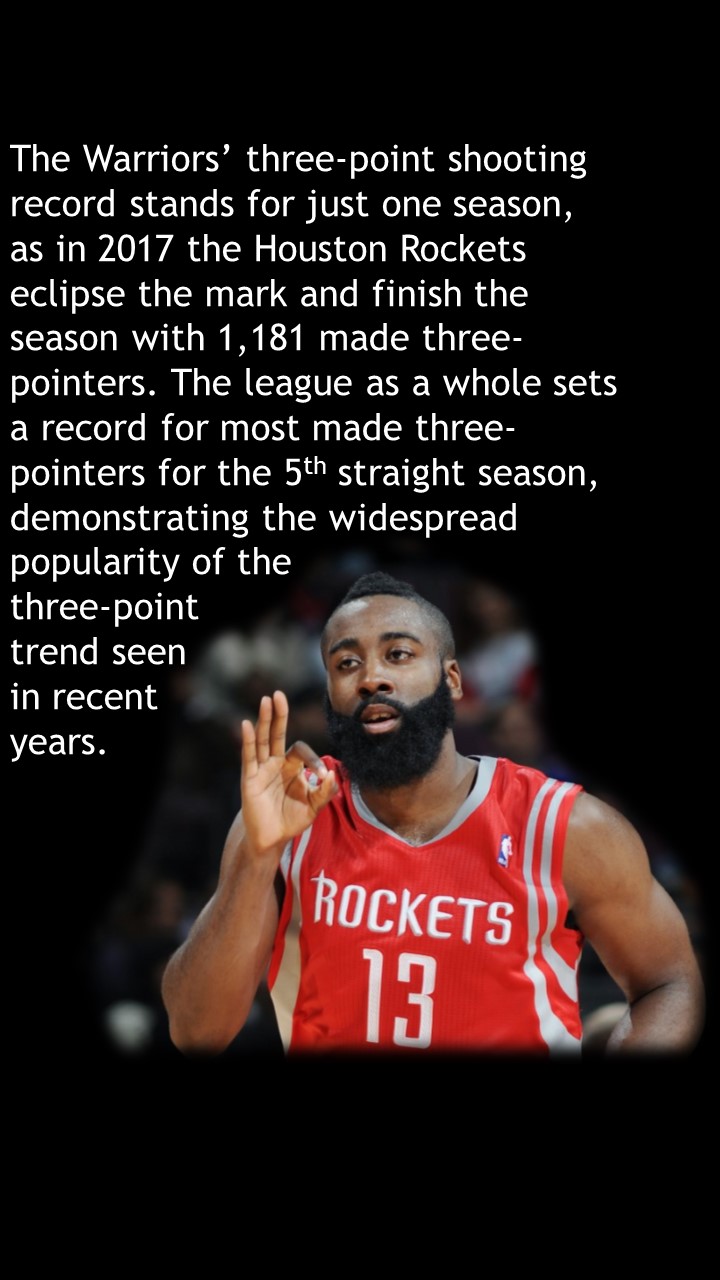 The Warriors’ three-point shooting
record stands for just one season,
as in 2017 the Houston Rockets
eclipse the mark and finish the
season with 1,181 made three-
pointers. The league as a whole sets
a record for most made three-
pointers for the 5th straight season,
demonstrating the widespread
popularity of the
three-point
trend seen
in recent
years.
ROCKETS
13